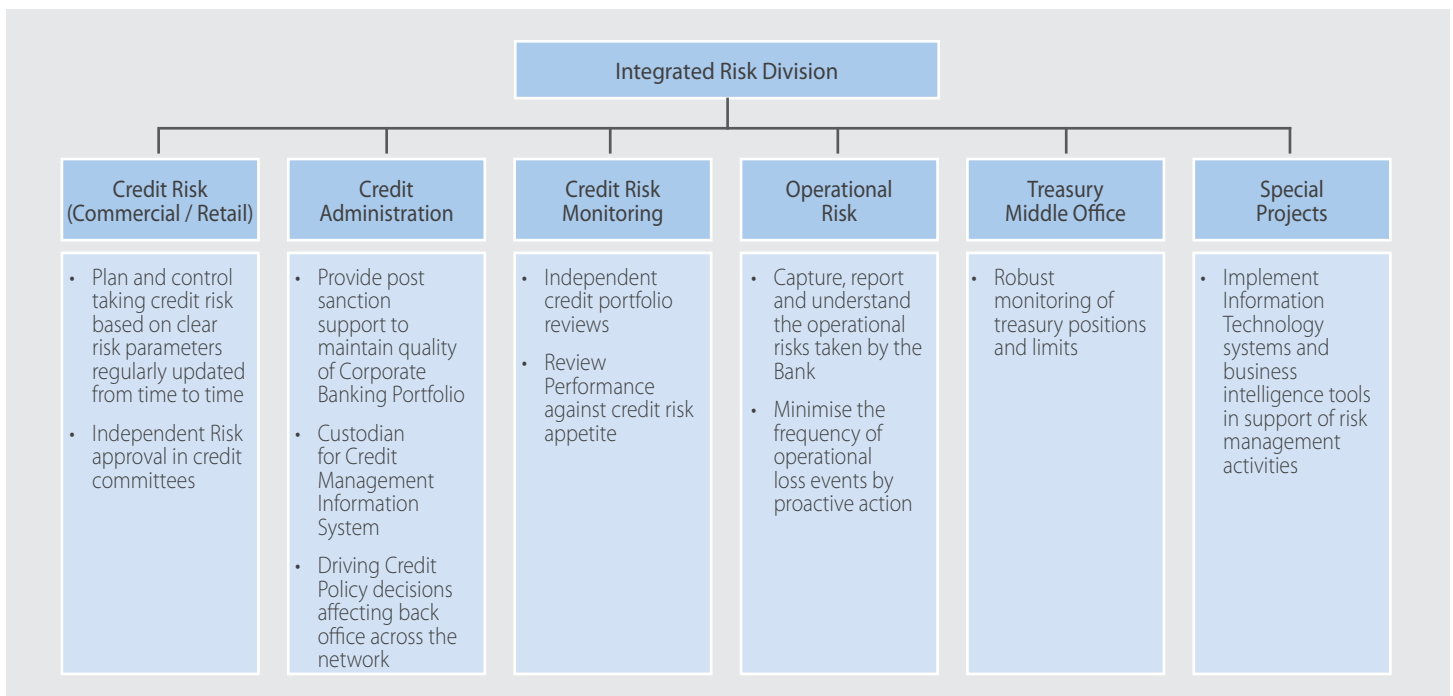 Integrated Risk Division
Credit Risk
(Commercial / Retail)
• Plan and control
taking credit risk
based on clear
risk parameters
regularly updated
from time to time
• Independent Risk
approval in credit
committees
Credit
Administration
• Provide post
sanction
support to
maintain quality
of Corporate
Banking Portfolio
• Custodian
for Credit
Management
Information
System
• Driving Credit
Policy decisions
affecting back
office across the
network
Credit Risk
Monitoring
• Independent
credit portfolio
reviews
• Review
Performance
against credit risk
appetite
Operational
Risk
• Capture, report
and understand
the operational
risks taken by the
Bank
• Minimise the
frequency of
operational
loss events by
proactive action
Treasury
Middle Office
• Robust
monitoring of
treasury positions
and limits
Special
Projects
• Implement
Information
Technology
systems and
business
intelligence tools
in support of risk
management
activities